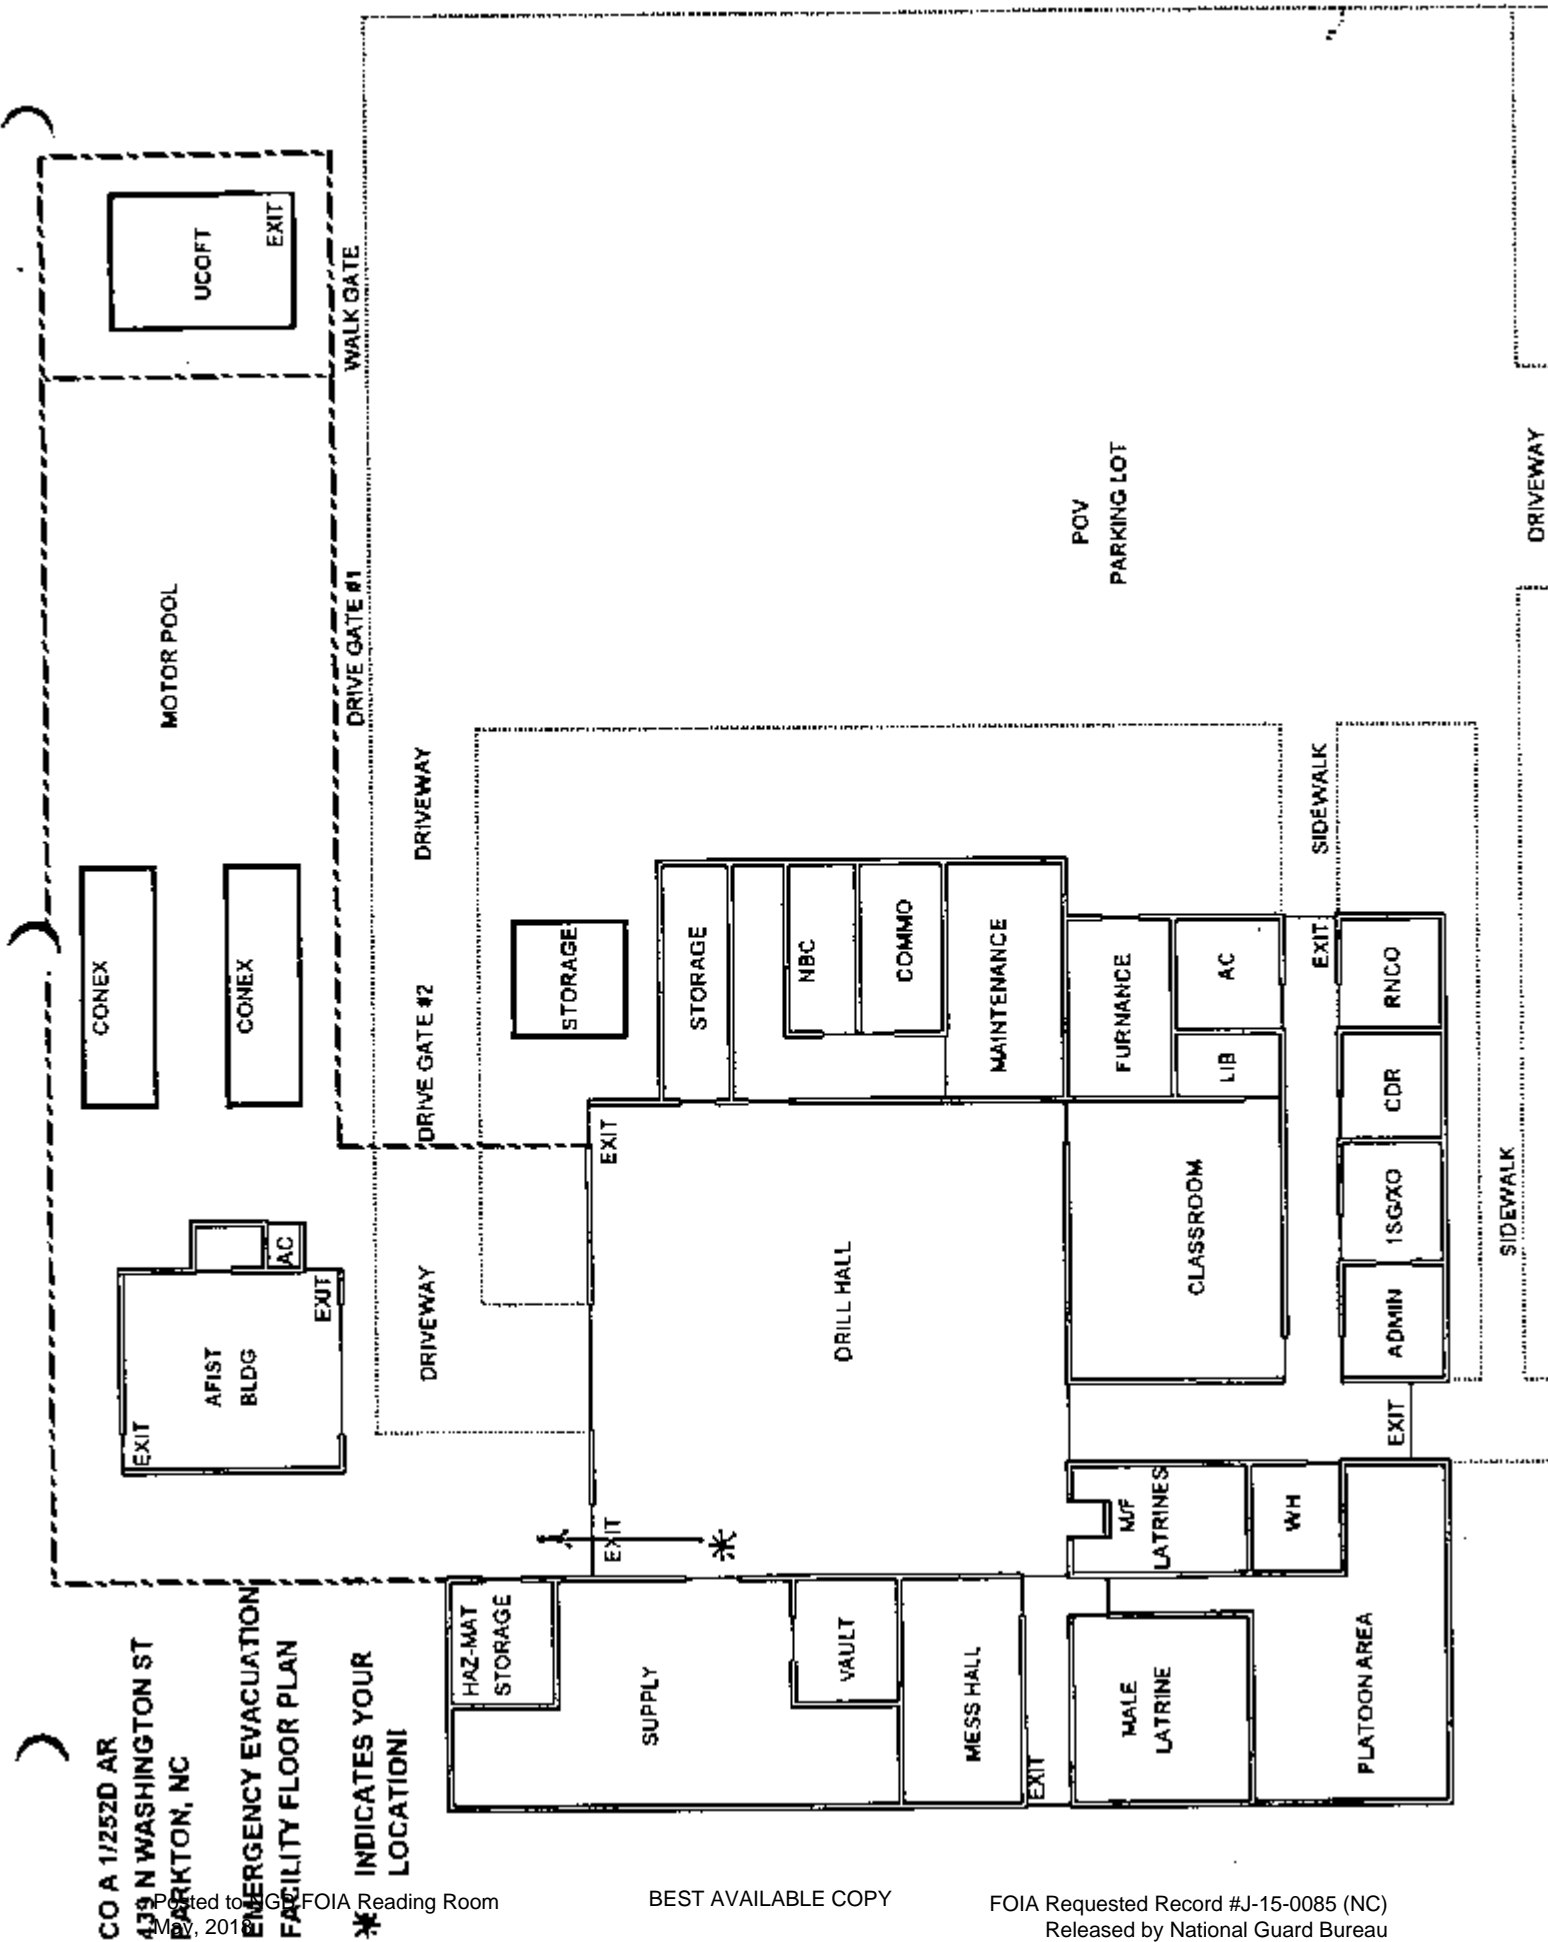 CO A 1/252D AR
439 N WASHINGTON ST
PARKTON, NC
EMERGENCY EVACUATION
FACILITY FLOOR PLAN
* INDICATES YOUR
LOCATION!
UCOFT
EXIT
WALK GATE
MOTOR POOL
DRIVE GATE #1
CONEX
CONEX
DRIVEWAY
DRIVE GATE #2
AC
AFIST
BLDG
EXIT
EXIT
DRIVEWAY
POV
PARKING LOT
DRIVEWAY
STORAGE
STORAGE
NBC
COMMO
MAINTENANCE
FURNANCE
AC
LIB
SIDEWALK
EXIT
RNCO
CDR
1SG/XO
ADMIN
SIDEWALK
EXIT
DRILL HALL
CLASSROOM
EXIT
EXIT
*
M/F
LATRINES
WH
HAZ-MAT
STORAGE
SUPPLY
VAULT
MESS HALL
EXIT
MALE
LATRINE
PLATOON AREA
Posted to NGB FOIA Reading Room
May, 2018
BEST AVAILABLE COPY
FOIA Requested Record #J-15-0085 (NC)
Released by National Guard Bureau